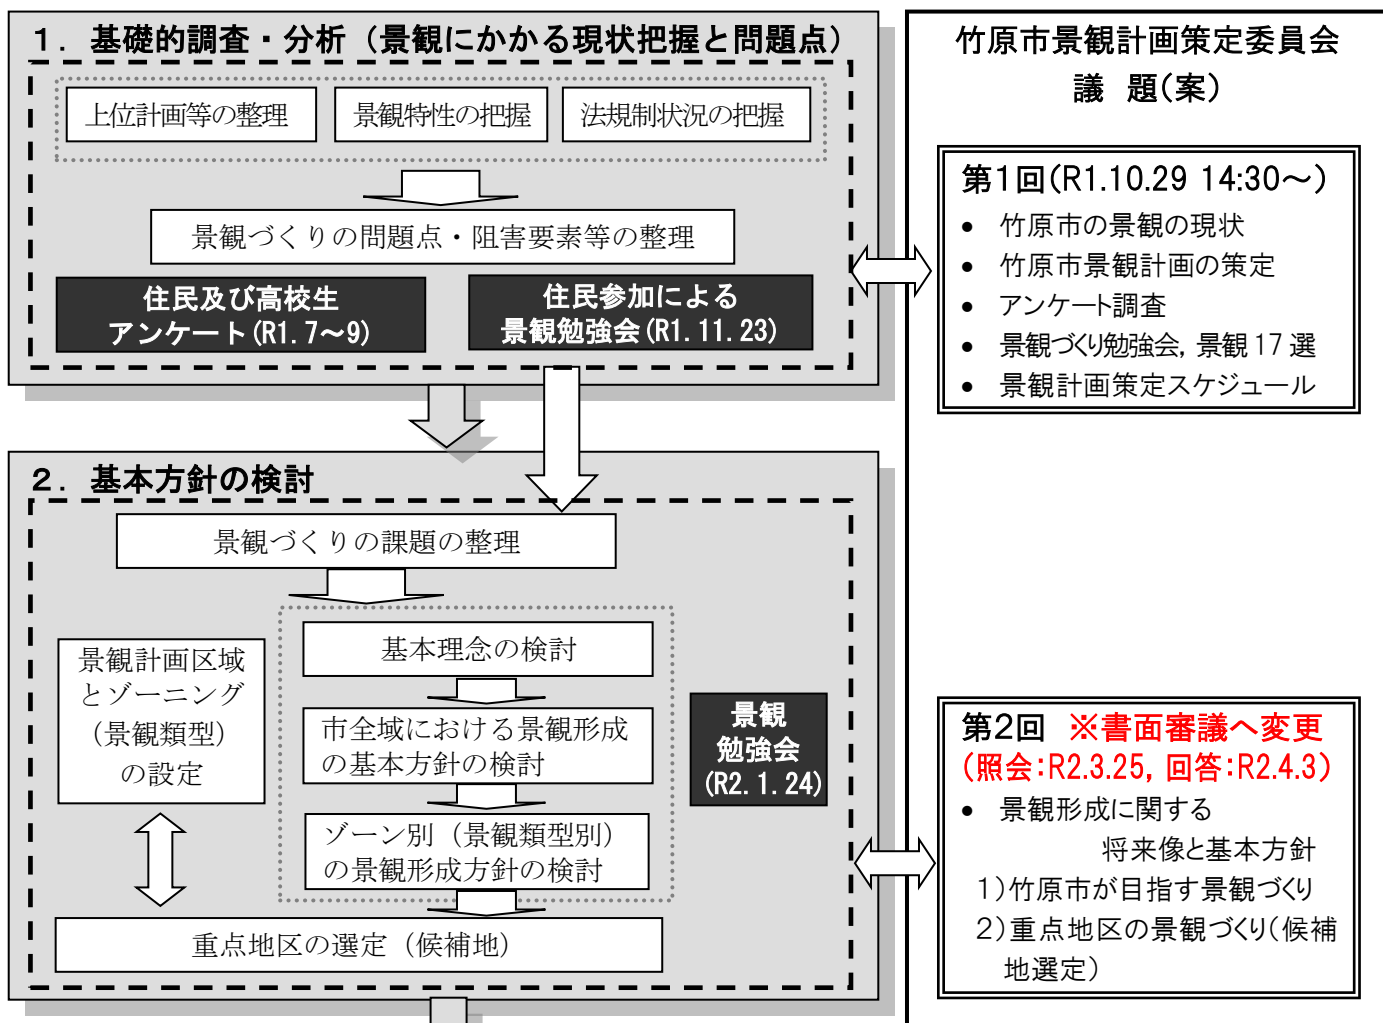 1. 基礎的調査・分析（景観にかかる現状把握と問題点）
上位計画等の整理
景観特性の把握
法規制状況の把握
景観づくりの問題点・阻害要素等の整理
住民及び高校生
アンケート(R1.7～9)
住民参加による
景観勉強会(R1.11.23)
2. 基本方針の検討
景観づくりの課題の整理
景観計画区域
とゾーニング
（景観類型）
の設定
基本理念の検討
市全域における景観形成
の基本方針の検討
ゾーン別（景観類型別）
の景観形成方針の検討
景観
勉強会
(R2.1.24)
重点地区の選定（候補地）
竹原市景観計画策定委員会
議 題(案)
第1回(R1.10.29 14:30～)
• 竹原市の景観の現状
• 竹原市景観計画の策定
• アンケート調査
• 景観づくり勉強会, 景観17選
• 景観計画策定スケジュール
第2回 ※書面審議へ変更
(照会:R2.3.25, 回答:R2.4.3)
• 景観形成に関する
将来像と基本方針
1)竹原市が目指す景観づくり
2)重点地区の景観づくり(候補
地選定)